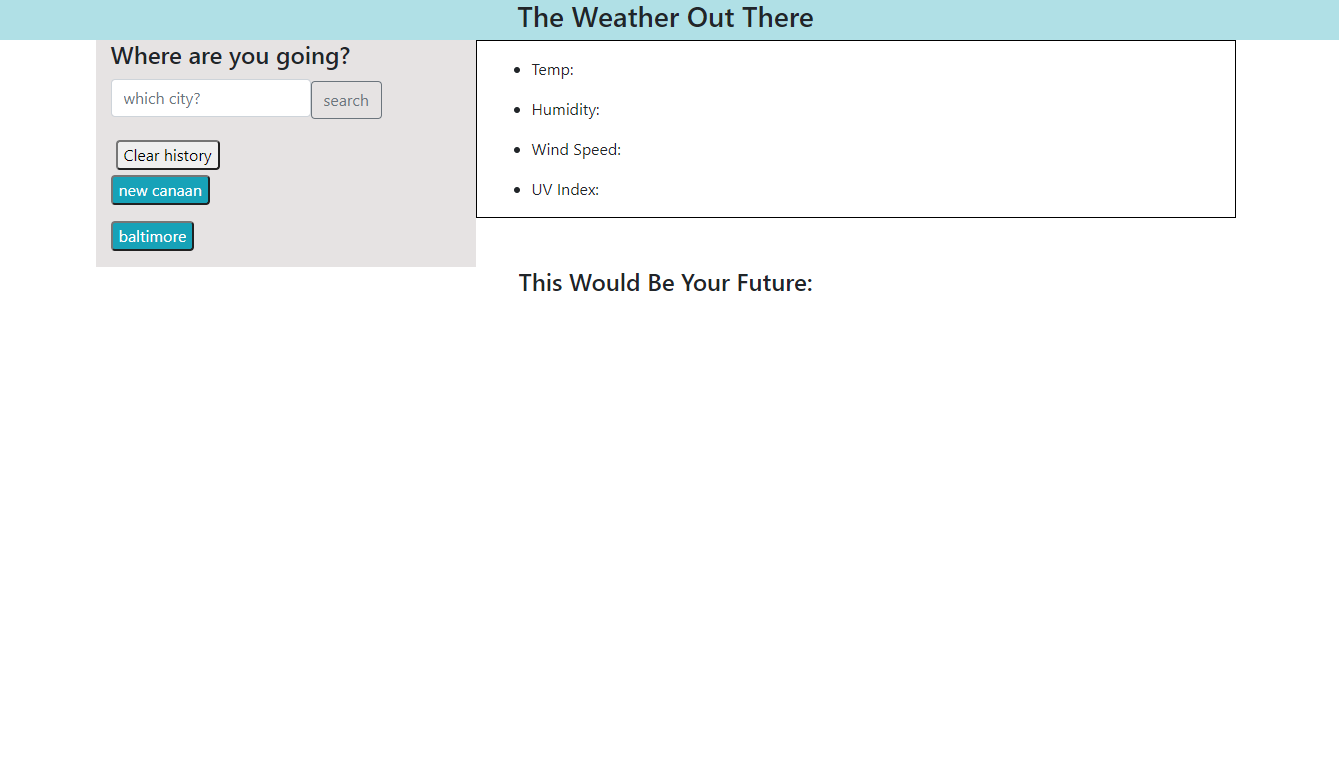 The Weather Out There
Where are you going?
which city?
search
Clear history
new canaan
baltimore
Temp:
Humidity:
Wind Speed:
UV Index:
This Would Be Your Future: